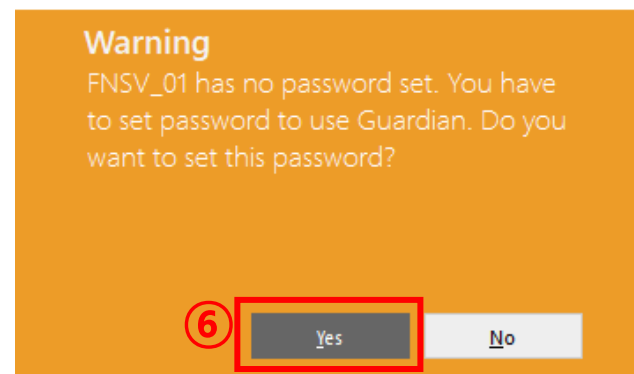 Warning
FNSV_01 has no password set. You have
to set password to use Guardian. Do you
want to set this password?
⑥ Yes No